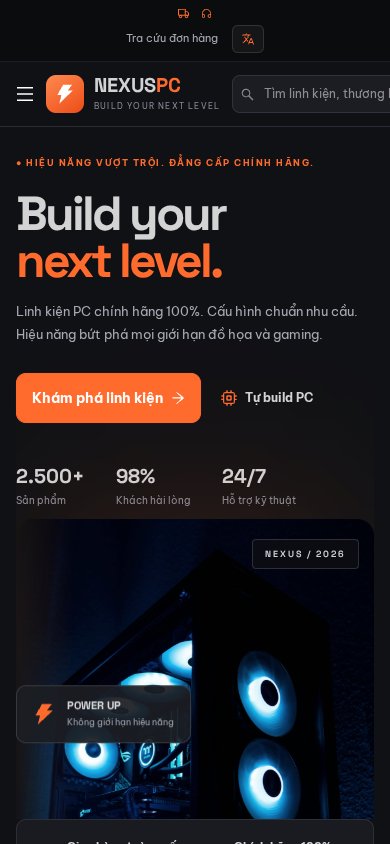 Tra cứu đơn hàng
NEXUSPC
BUILD YOUR NEXT LEVEL
Tìm linh kiện, thương
• HIỆU NĂNG VƯỢT TRỘI. ĐẲNG CẤP CHÍNH HÃNG.
Build your
next level.
Linh kiện PC chính hãng 100%. Cấu hình chuẩn nhu cầu.
Hiệu năng bứt phá mọi giới hạn đồ họa và gaming.
Khám phá linh kiện →
Tự build PC
2.500+
98%
24/7
Sản phẩm
Khách hài lòng
Hỗ trợ kỹ thuật
NEXUS / 2026
POWER UP
Không giới hạn hiệu năng